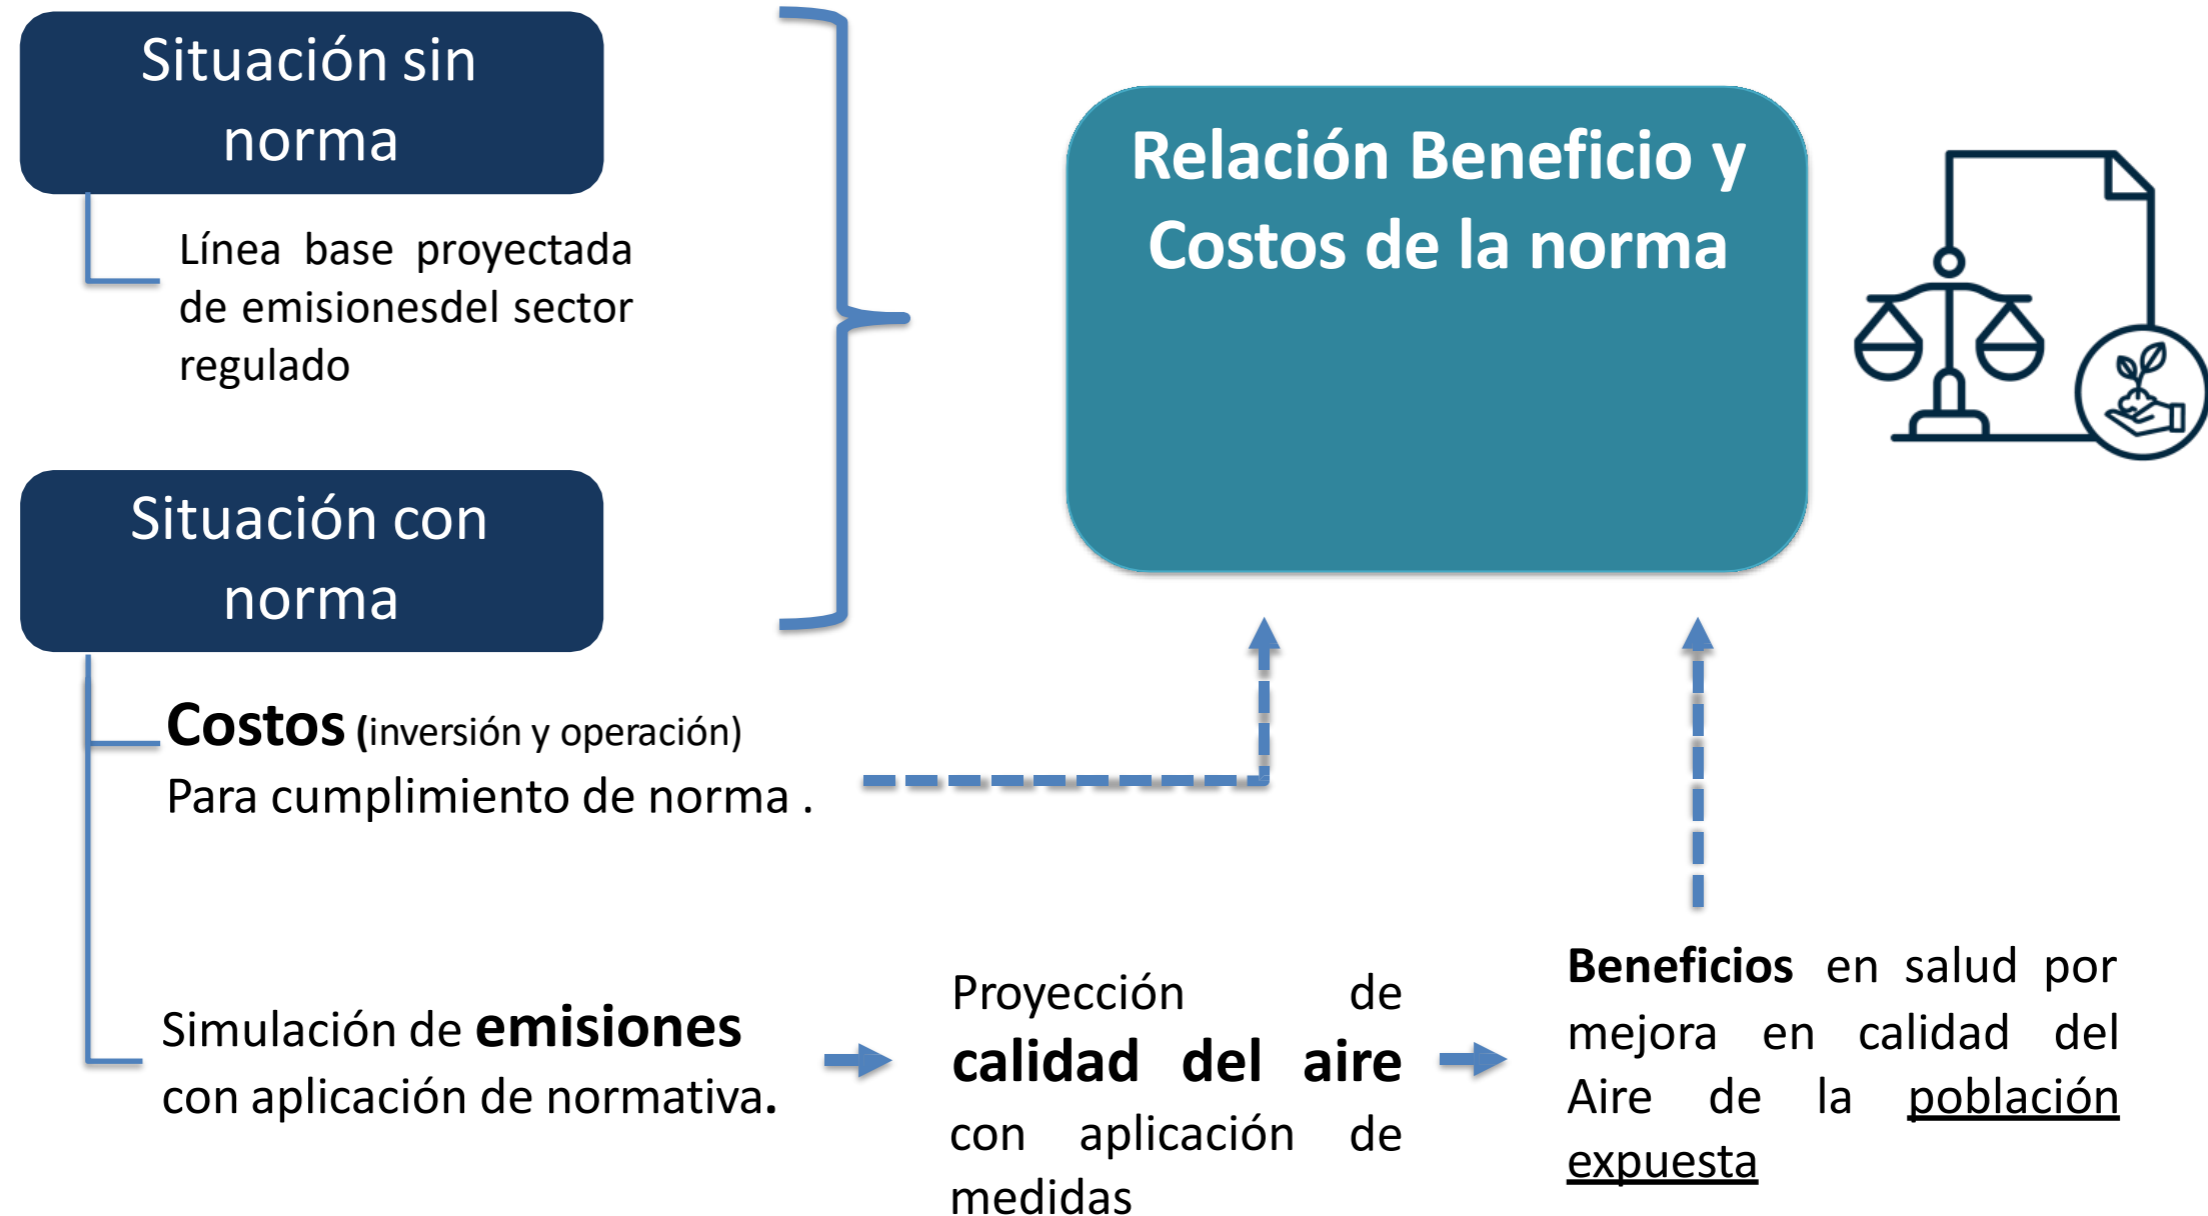 Situación sin
norma
Línea base proyectada
de emisionesdel sector
regulado
Relación Beneficio y
Costos de la norma
Situación con
norma
Costos (inversión y operación)
Para cumplimiento de norma .
Simulación de emisiones
con aplicación de normativa.
Proyección de
calidad del aire
con aplicación de
medidas
Beneficios en salud por
mejora en calidad del
Aire de la población
expuesta